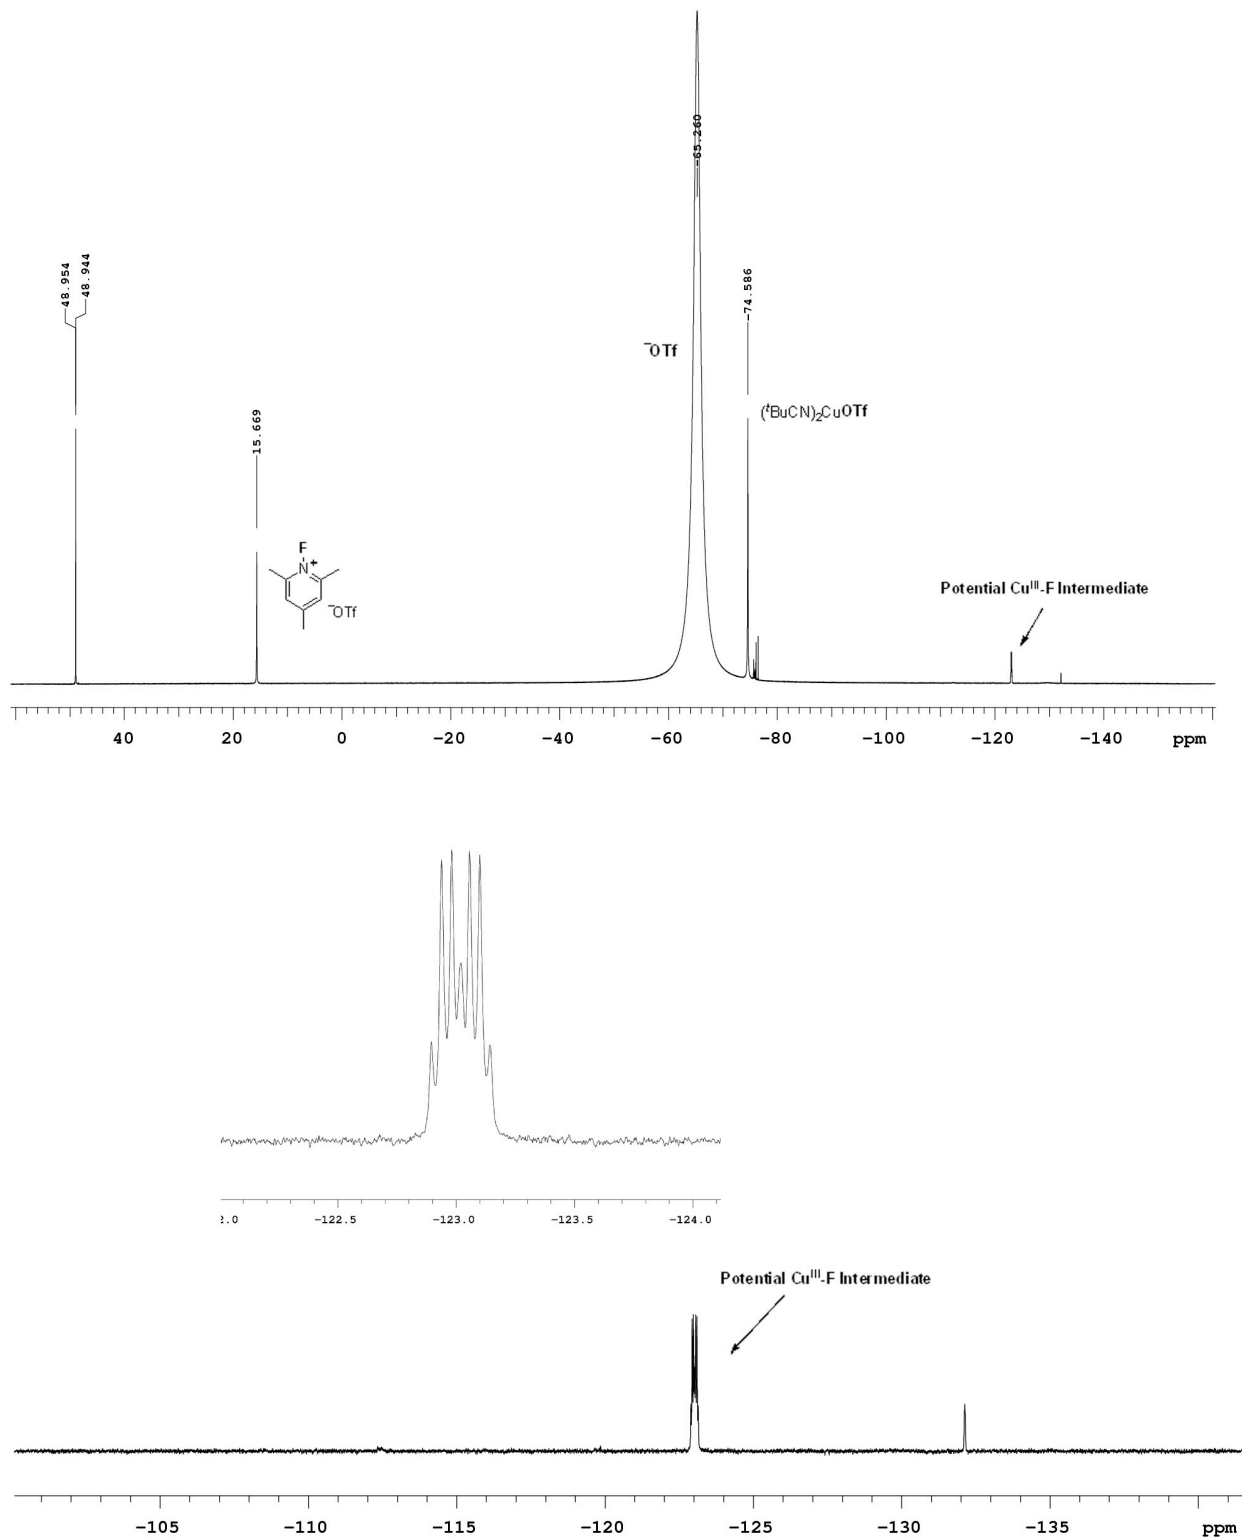 -65.260
48.954
48.944
-74.586
⁻OTf
(ᵗBuCN)₂CuOTf
15.669
F
N⁺
⁻OTf
Potential Cuᴵᴵᴵ-F Intermediate
40 20 0 -20 -40 -60 -80 -100 -120 -140 ppm
2.0 -122.5 -123.0 -123.5 -124.0
Potential Cuᴵᴵᴵ-F Intermediate
-105 -110 -115 -120 -125 -130 -135 ppm